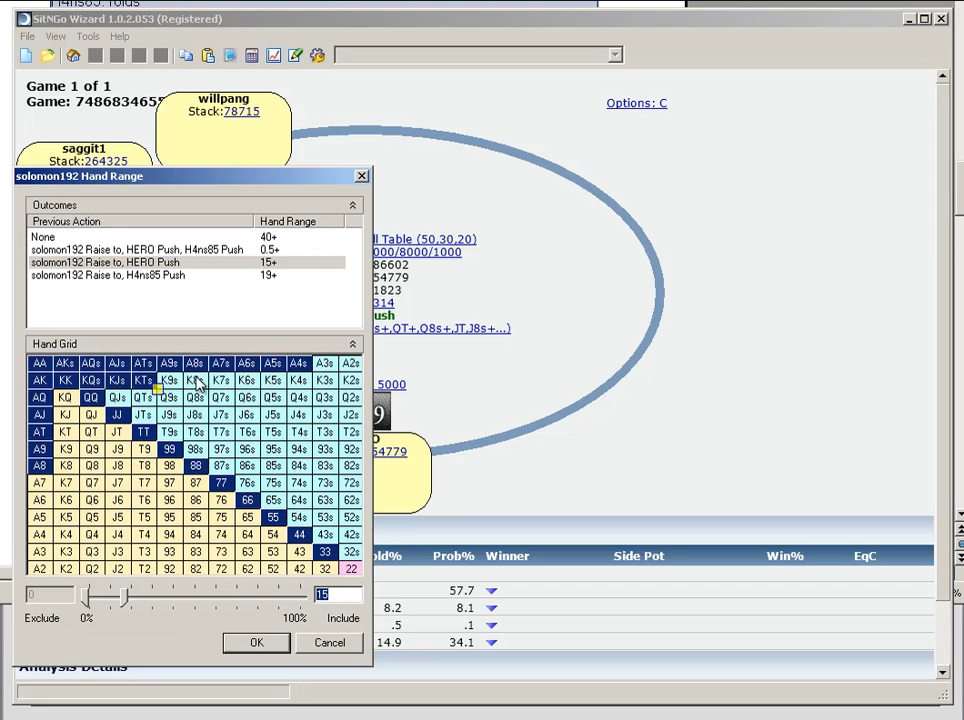 H4ns85: folds
SitNGo Wizard 1.0.2.053 (Registered)
File View Tools Help
Game 1 of 1
Game: 7486834655
willpang
Stack:78715
Options: C
saggit1
Stack:264325
solomon192 Hand Range
Outcomes
Previous Action Hand Range
None 40+
solomon192 Raise to, HERO Push, H4ns85 Push 0.5+
solomon192 Raise to, HERO Push 15+
solomon192 Raise to, H4ns85 Push 19+
ll Table (50,30,20)
000/8000/1000
86602
54779
1823
314
ush
s+,QT+,Q8s+,JT,J8s+...)
5000
9
O
54779
Hand Grid
AA AKs AQs AJs ATs A9s A8s A7s A6s A5s A4s A3s A2s
AK KK KQs KJs KTs K9s K8s K7s K6s K5s K4s K3s K2s
AQ KQ QQ QJs QTs Q9s Q8s Q7s Q6s Q5s Q4s Q3s Q2s
AJ KJ QJ JJ JTs J9s J8s J7s J6s J5s J4s J3s J2s
AT KT QT JT TT T9s T8s T7s T6s T5s T4s T3s T2s
A9 K9 Q9 J9 T9 99 98s 97s 96s 95s 94s 93s 92s
A8 K8 Q8 J8 T8 98 88 87s 86s 85s 84s 83s 82s
A7 K7 Q7 J7 T7 97 87 77 76s 75s 74s 73s 72s
A6 K6 Q6 J6 T6 96 86 76 66 65s 64s 63s 62s
A5 K5 Q5 J5 T5 95 85 75 65 55 54s 53s 52s
A4 K4 Q4 J4 T4 94 84 74 64 54 44 43s 42s
A3 K3 Q3 J3 T3 93 83 73 63 53 43 33 32s
A2 K2 Q2 J2 T2 92 82 72 62 52 42 32 22
0 15
Exclude 0% 100% Include
OK Cancel
old% Prob% Winner Side Pot Win% EqC
57.7
8.2 8.1
.5 .1
14.9 34.1
Analysis Details
%